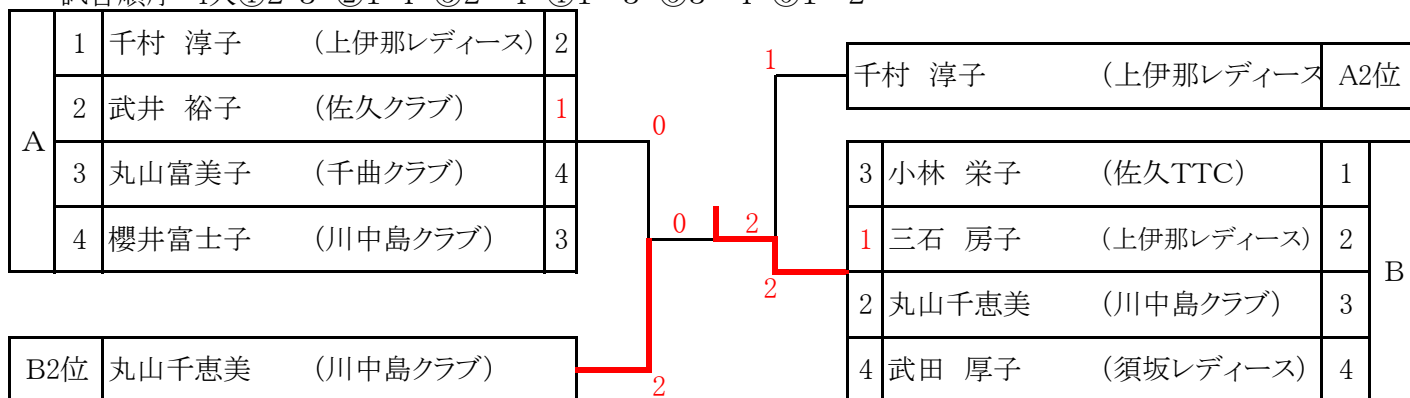 1 千村 淳子 (上伊那レディース) 2
2 武井 裕子 (佐久クラブ) 1
A
3 丸山富美子 (千曲クラブ) 4
4 櫻井富士子 (川中島クラブ) 3
B2位 丸山千恵美 (川中島クラブ)
0
0
2
1
2
2
千村 淳子 (上伊那レディース A2位
3 小林 栄子 (佐久TTC) 1
1 三石 房子 (上伊那レディース) 2
B
2 丸山千恵美 (川中島クラブ) 3
4 武田 厚子 (須坂レディース) 4